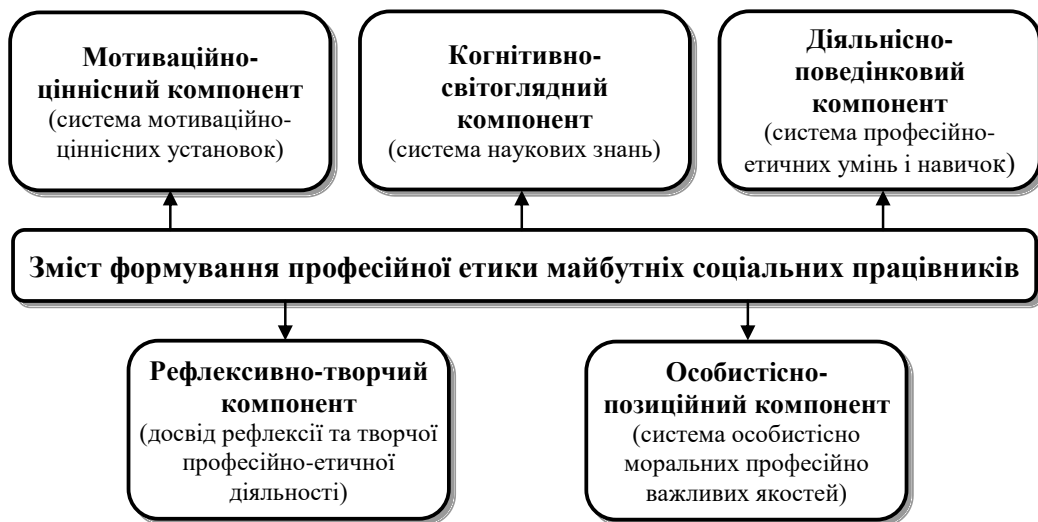 Мотиваційно-
ціннісний компонент
(система мотиваційно-
ціннісних установок)
Когнітивно-
світоглядний
компонент
(система наукових знань)
Діяльнісно-
поведінковий
компонент
(система професійно-
етичних умінь і навичок)
Зміст формування професійної етики майбутніх соціальних працівників
Рефлексивно-творчий
компонент
(досвід рефлексії та творчої
професійно-етичної
діяльності)
Особистісно-
позиційний компонент
(система особистісно
моральних професійно
важливих якостей)